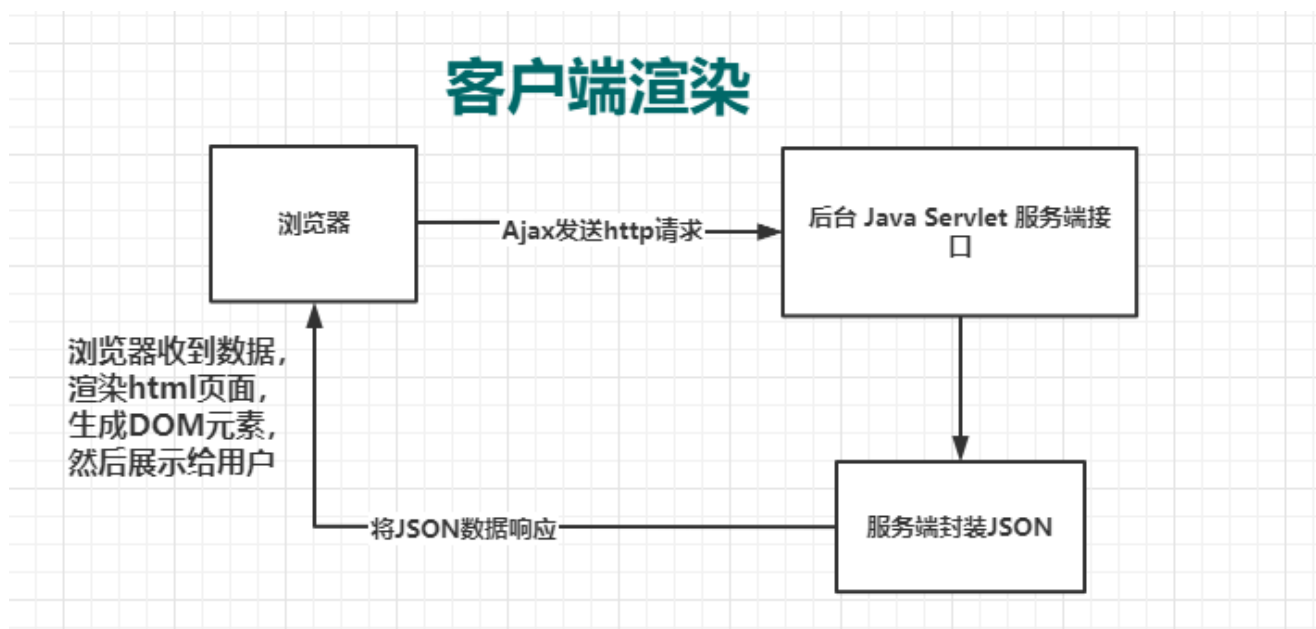 客户端渲染
浏览器
Ajax发送http请求
后台 Java Servlet 服务端接
口
浏览器收到数据，
渲染html页面，
生成DOM元素，
然后展示给用户
将JSON数据响应
服务端封装JSON